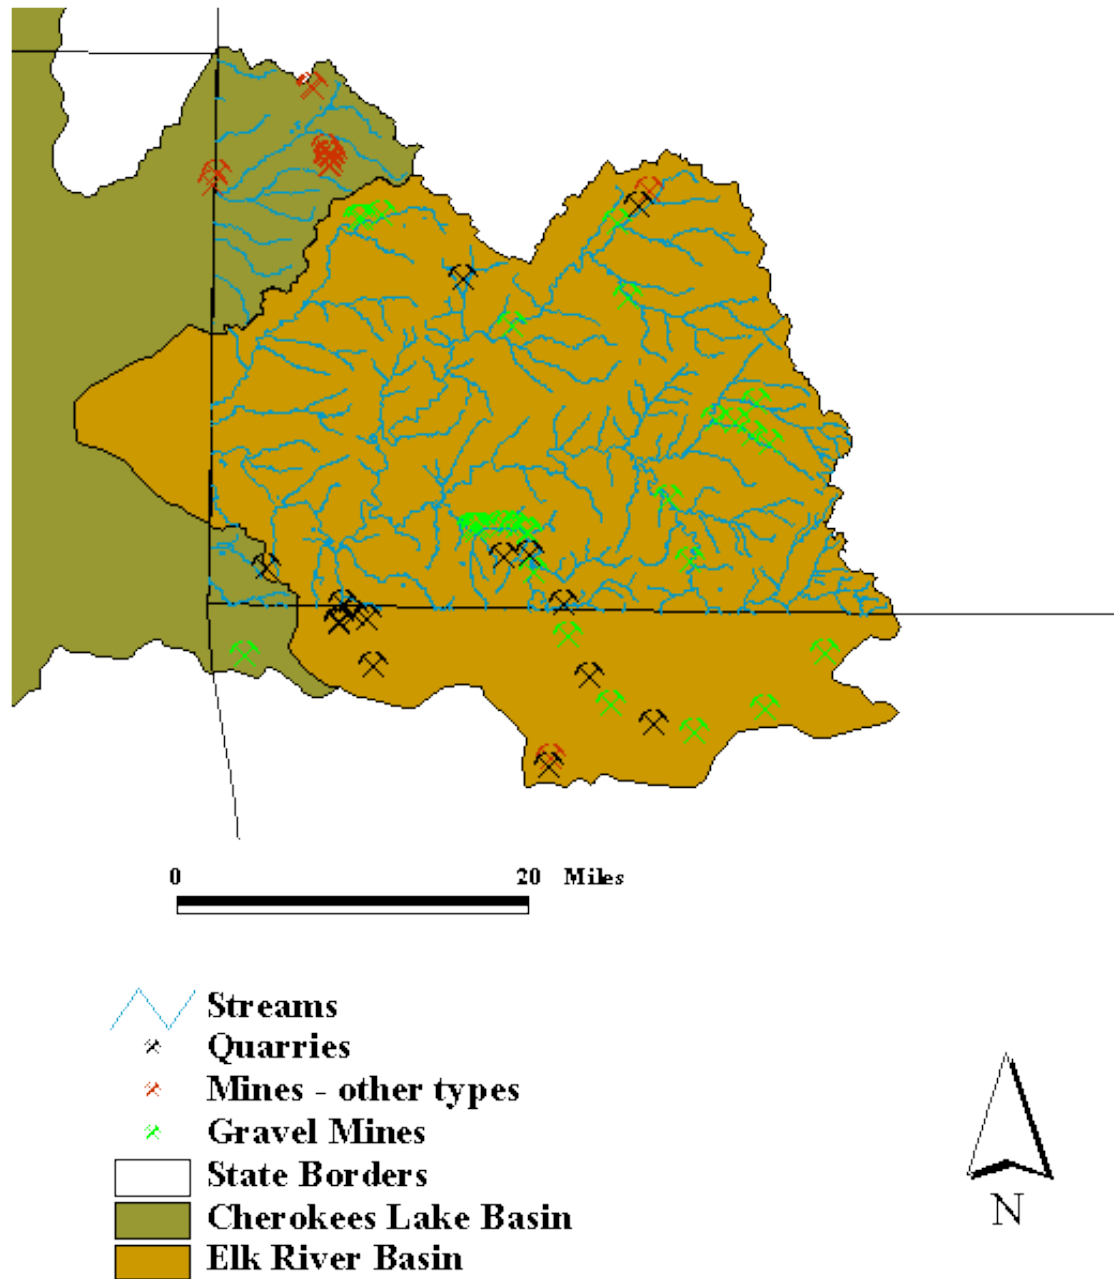 0 20 Miles
Streams
Quarries
Mines - other types
Gravel Mines
State Borders
Cherokees Lake Basin
Elk River Basin
N